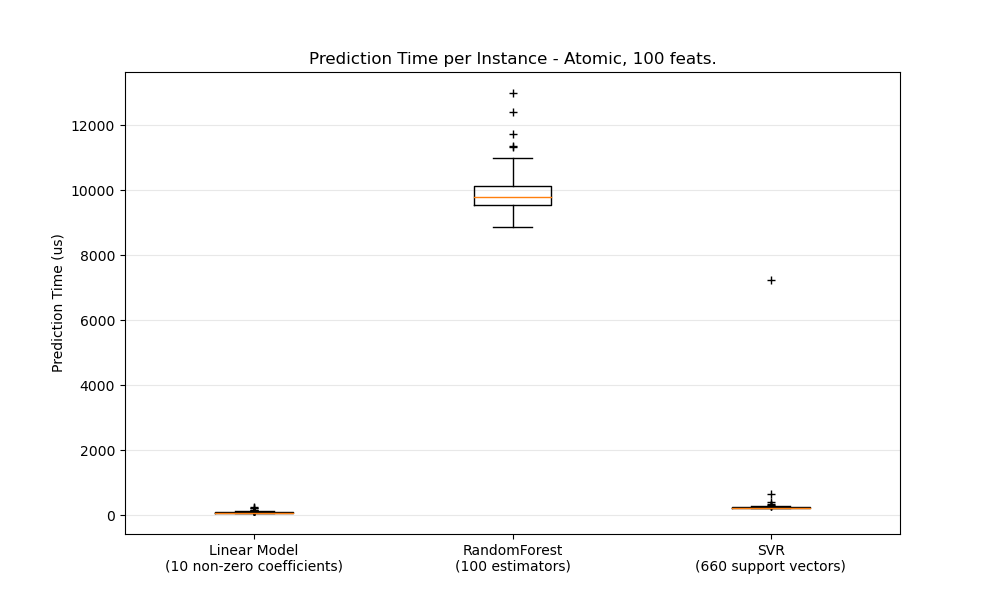 Prediction Time per Instance - Atomic, 100 feats.
Prediction Time (us)
12000
10000
8000
6000
4000
2000
0
Linear Model
(10 non-zero coefficients)
RandomForest
(100 estimators)
SVR
(660 support vectors)